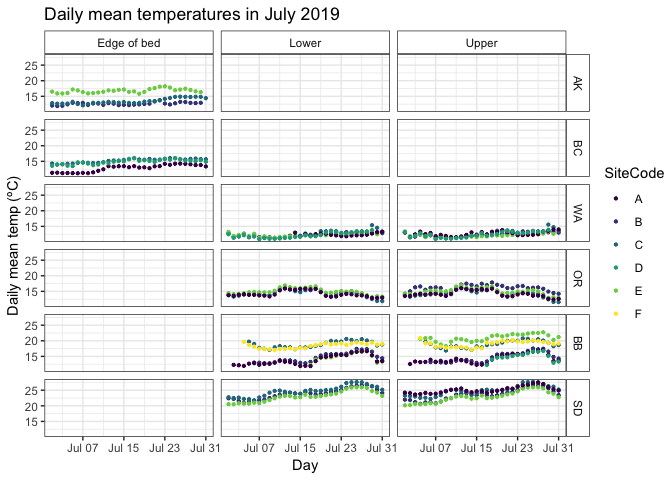 Daily mean temperatures in July 2019
Edge of bed Lower Upper
25
20
15
AK
25
20
15
BC
25
20
15
WA
25
20
15
OR
25
20
15
BB
25
20
15
SD
Daily mean temp (ºC)
Jul 07 Jul 15 Jul 23 Jul 31 Jul 07 Jul 15 Jul 23 Jul 31 Jul 07 Jul 15 Jul 23 Jul 31
Day
SiteCode
A
B
C
D
E
F